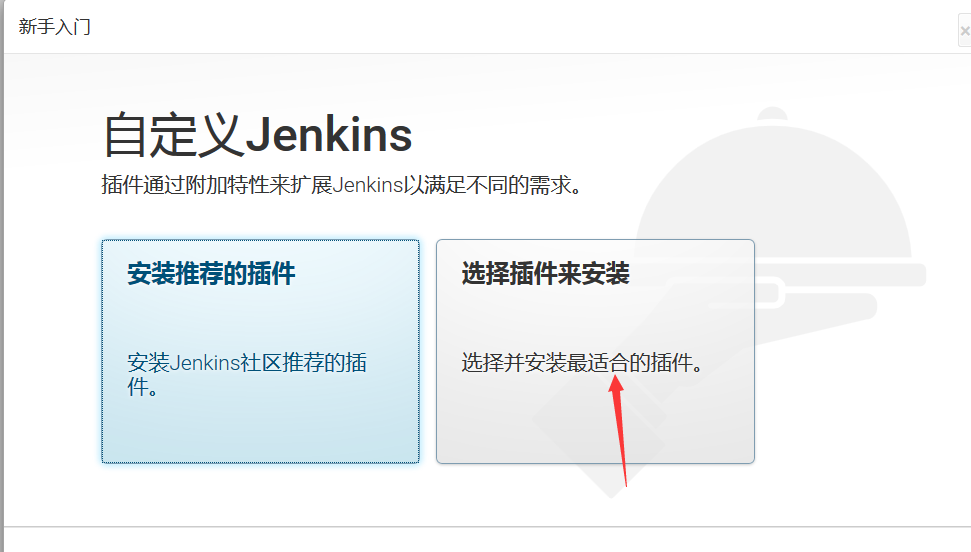 新手入门
自定义Jenkins
插件通过附加特性来扩展Jenkins以满足不同的需求。
安装推荐的插件
安装Jenkins社区推荐的插
件。
选择插件来安装
选择并安装最适合的插件。